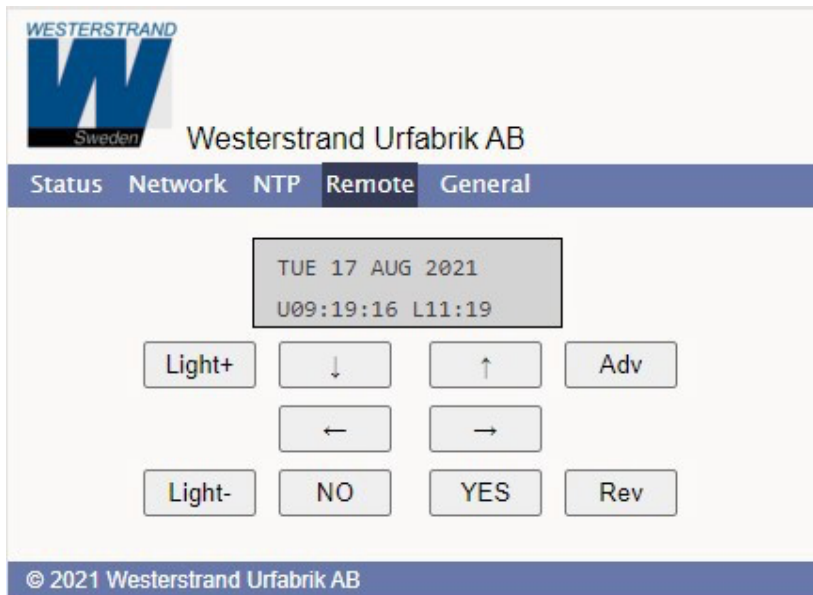 WESTERSTRAND
W
Sweden
Westerstrand Urfabrik AB
Status Network NTP Remote General
TUE 17 AUG 2021
U09:19:16 L11:19
Light+ ↓ ↑ Adv
← →
Light- NO YES Rev
© 2021 Westerstrand Urfabrik AB